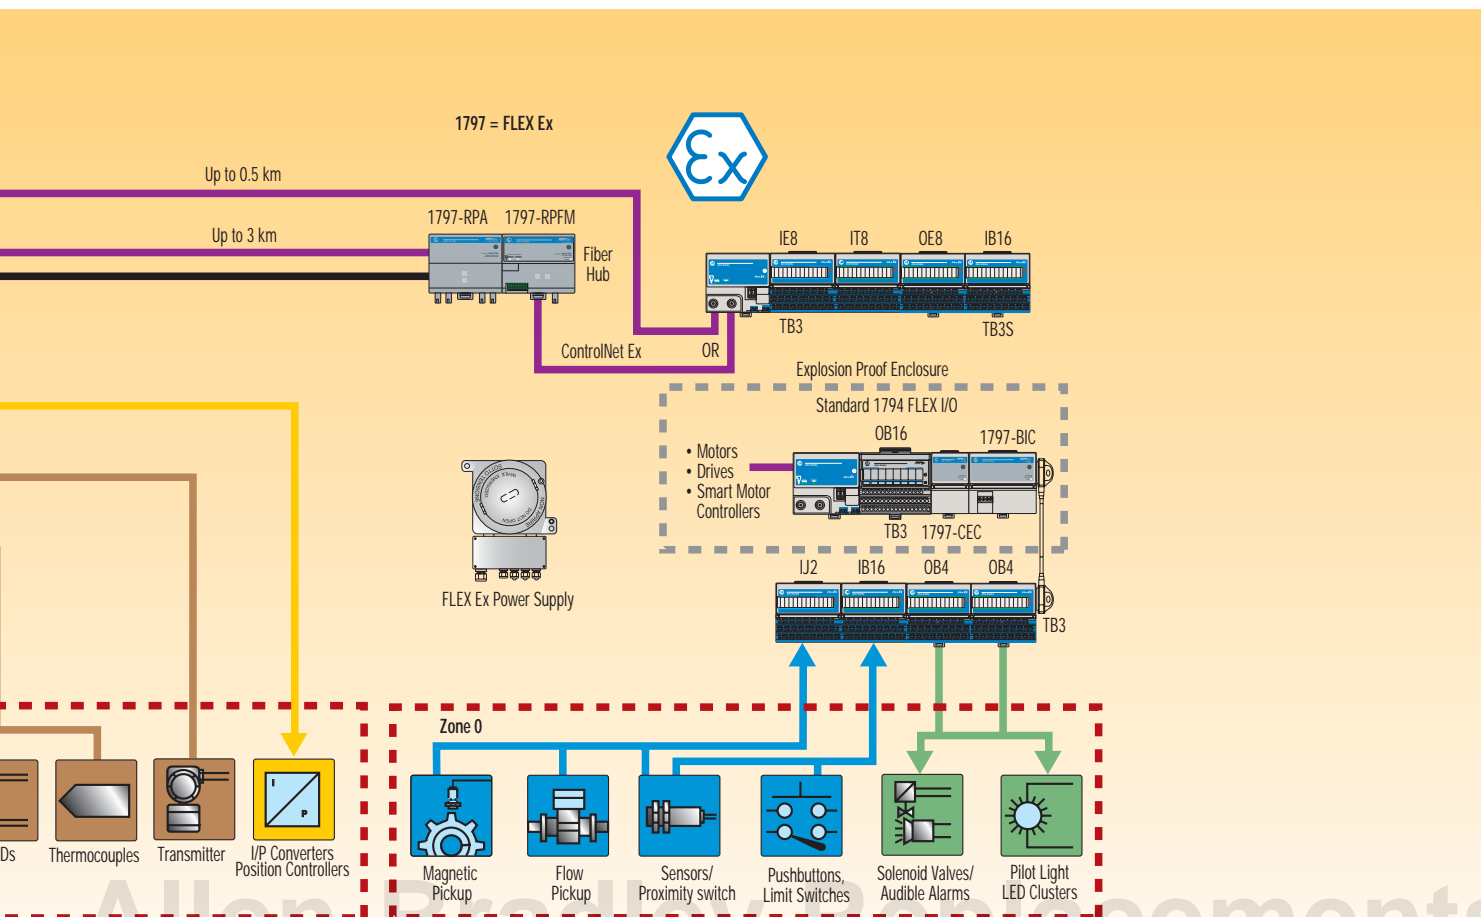 1797 = FLEX Ex
Ex
Up to 0.5 km
1797-RPA 1797-RPFM
Up to 3 km
Fiber
Hub
IE8 IT8 OE8 IB16
TB3 TB3S
ControlNet Ex OR
Explosion Proof Enclosure
Standard 1794 FLEX I/O
OB16 1797-BIC
• Motors
• Drives
• Smart Motor
Controllers
TB3 1797-CEC
FLEX Ex Power Supply
IJ2 IB16 OB4 OB4
TB3
Zone 0
I
P
Ds
Thermocouples
Transmitter
I/P Converters
Position Controllers
Magnetic
Pickup
Flow
Pickup
Sensors/
Proximity switch
Pushbuttons,
Limit Switches
Solenoid Valves/
Audible Alarms
Pilot Light
LED Clusters
Allen-Bradley Replacements